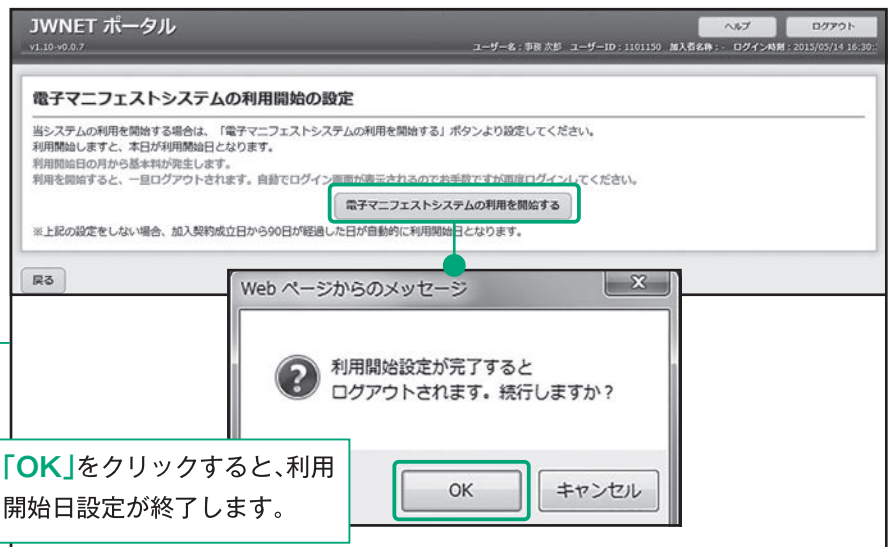 JWNET ポータル
v1.10-v0.0.7
ヘルプ
ログアウト
ユーザー名:事務 次郎 ユーザーID:1101150 加入者名称:- ログイン時刻:2015/05/14 16:30:
電子マニフェストシステムの利用開始の設定
当システムの利用を開始する場合は、「電子マニフェストシステムの利用を開始する」ボタンより設定してください。
利用開始しますと、本日が利用開始日となります。
利用開始日の月から基本料が発生します。
利用を開始すると、一旦ログアウトされます。自動でログイン画面が表示されるのでお手数ですが再度ログインしてください。
電子マニフェストシステムの利用を開始する
※上記の設定をしない場合、加入契約成立日から90日が経過した日が自動的に利用開始日となります。
戻る
Web ページからのメッセージ
利用開始設定が完了すると
ログアウトされます。続行しますか?
OK
キャンセル
「OK」をクリックすると、利用
開始日設定が終了します。